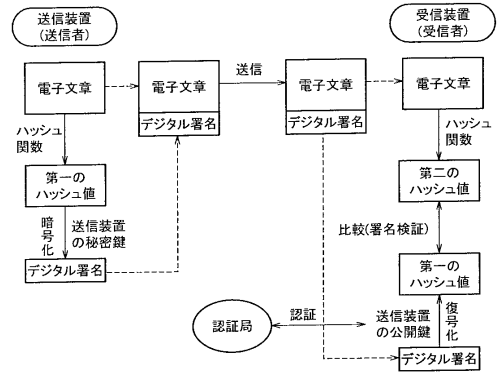 送信装置
(送信者)
受信装置
(受信者)
電子文章
電子文章
デジタル署名
送信
電子文章
デジタル署名
電子文章
ハッシュ
関数
第一の
ハッシュ値
暗号化
送信装置
の秘密鍵
デジタル署名
ハッシュ
関数
第二の
ハッシュ値
比較(署名検証)
第一の
ハッシュ値
認証局
認証
送信装置
の公開鍵
復号化
デジタル署名